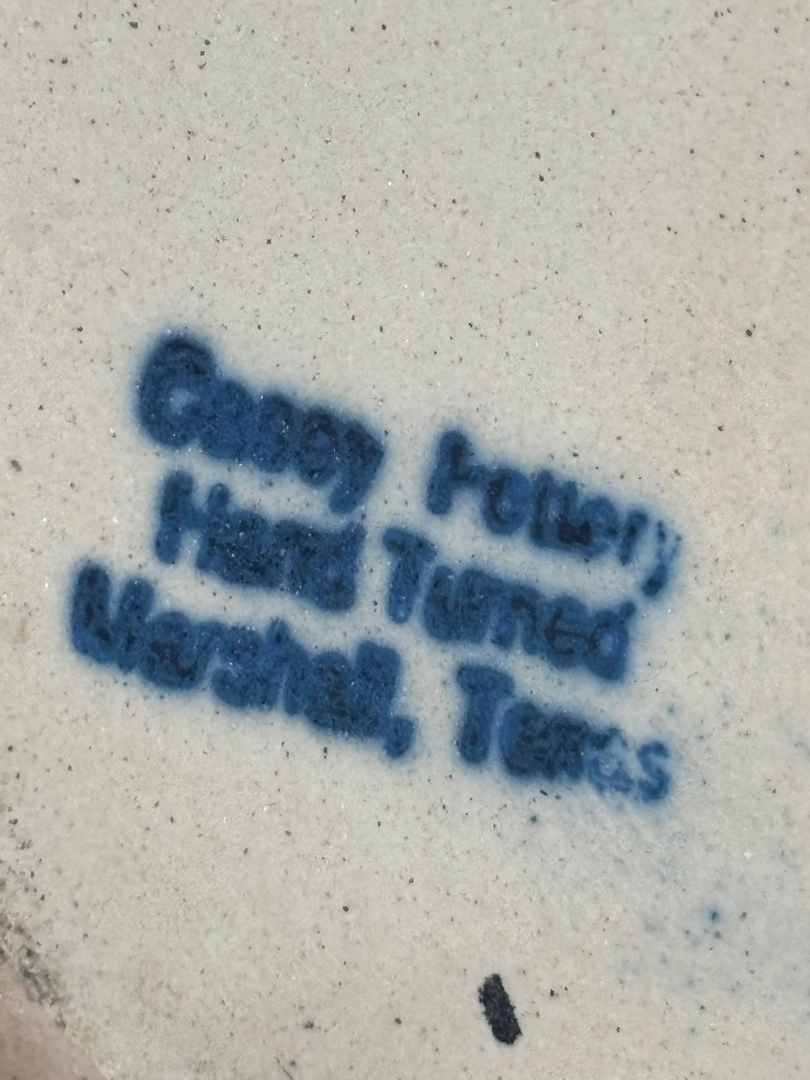 Pottery
Hand Turned
Marshall, Texas